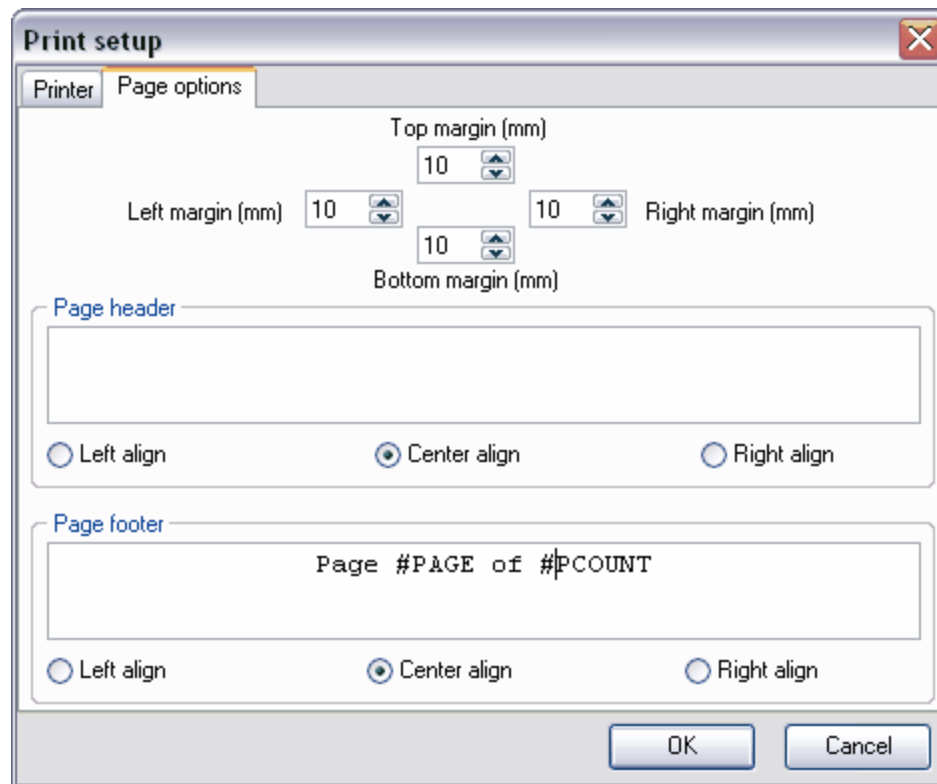 Print setup
Printer Page options
Top margin (mm)
10
Left margin (mm) 10 10 Right margin (mm)
10
Bottom margin (mm)
Page header
Left align Center align Right align
Page footer
Page #PAGE of #PCOUNT
Left align Center align Right align
OK Cancel